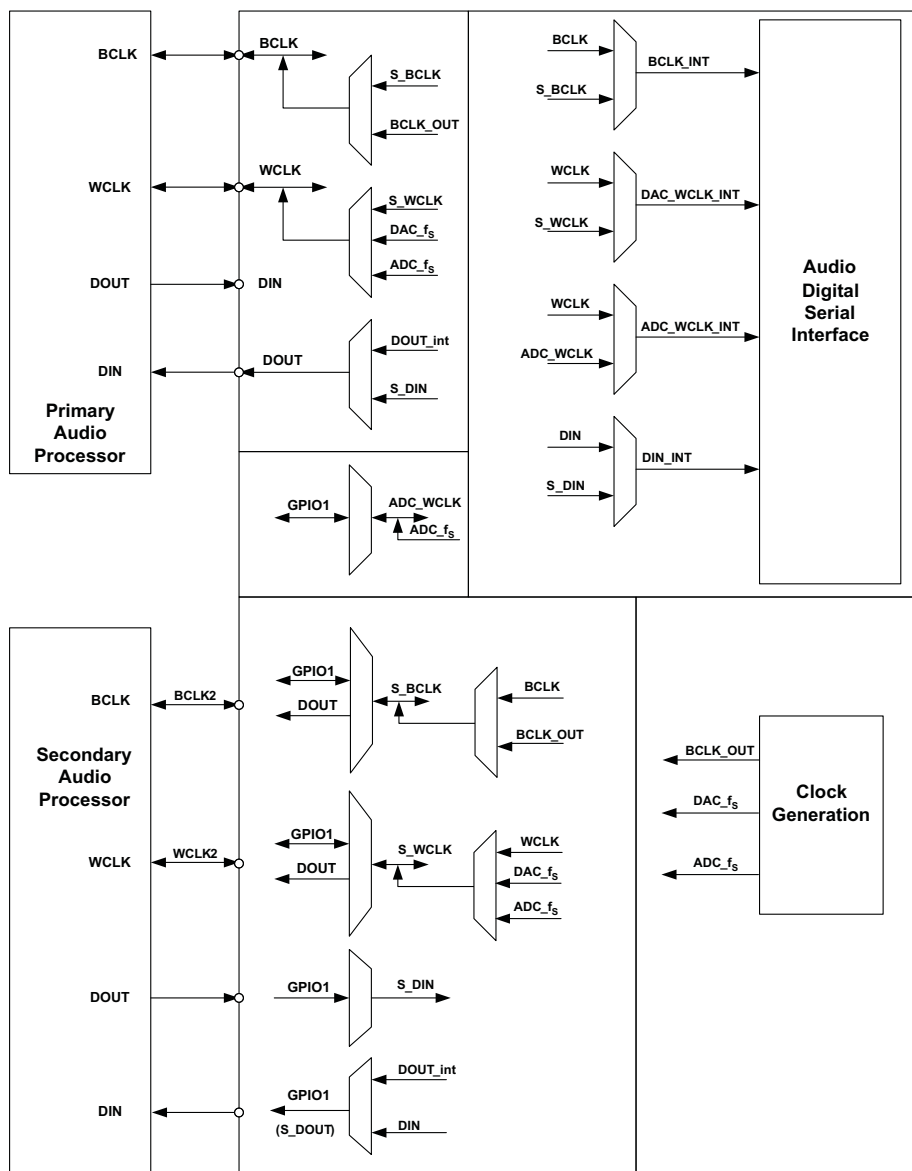 BCLK
WCLK
DOUT
DIN
Primary
Audio
Processor
BCLK
S_BCLK
BCLK_OUT
WCLK
S_WCLK
DAC_fS
ADC_fS
DIN
DOUT
DOUT_int
S_DIN
BCLK
S_BCLK
BCLK_INT
WCLK
S_WCLK
DAC_WCLK_INT
WCLK
ADC_WCLK
ADC_WCLK_INT
DIN
S_DIN
DIN_INT
Audio
Digital
Serial
Interface
GPIO1
ADC_WCLK
ADC_fS
BCLK
Secondary
Audio
Processor
WCLK
DOUT
DIN
BCLK2
WCLK2
GPIO1
DOUT
S_BCLK
BCLK
BCLK_OUT
GPIO1
DOUT
S_WCLK
WCLK
DAC_fS
ADC_fS
GPIO1
S_DIN
GPIO1
(S_DOUT)
DOUT_int
DIN
BCLK_OUT
DAC_fS
ADC_fS
Clock
Generation